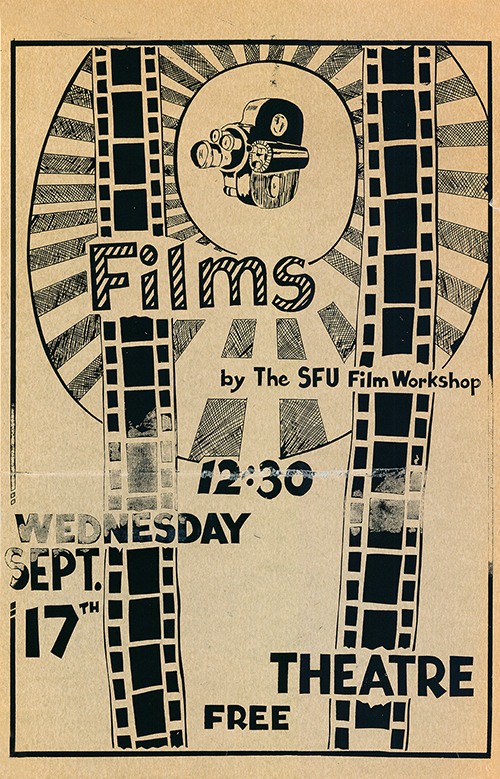 Films
by The SFU Film Workshop
12:30
WEDNESDAY
SEPT.
17TH
THEATRE
FREE